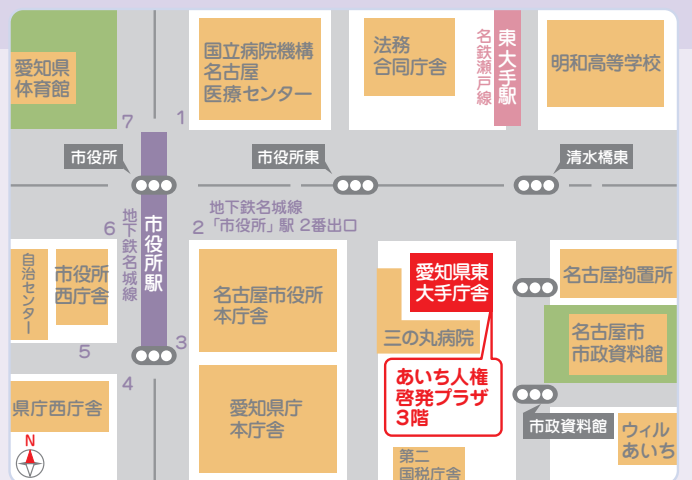 愛知県
体育館
国立病院機構
名古屋
医療センター
法務
合同庁舎
名鉄瀬戸線
東大手駅
明和高等学校
7
1
市役所
市役所東
清水橋東
6
地下鉄名城線
市役所駅
2
地下鉄名城線
「市役所」駅 2番出口
自治センター
市役所
西庁舎
名古屋市役所
本庁舎
愛知県東
大手庁舎
三の丸病院
名古屋拘置所
名古屋市
市政資料館
5
3
4
あいち人権
啓発プラザ
3階
県庁西庁舎
愛知県庁
本庁舎
市政資料館
ウィル
あいち
第二
国税庁舎
N